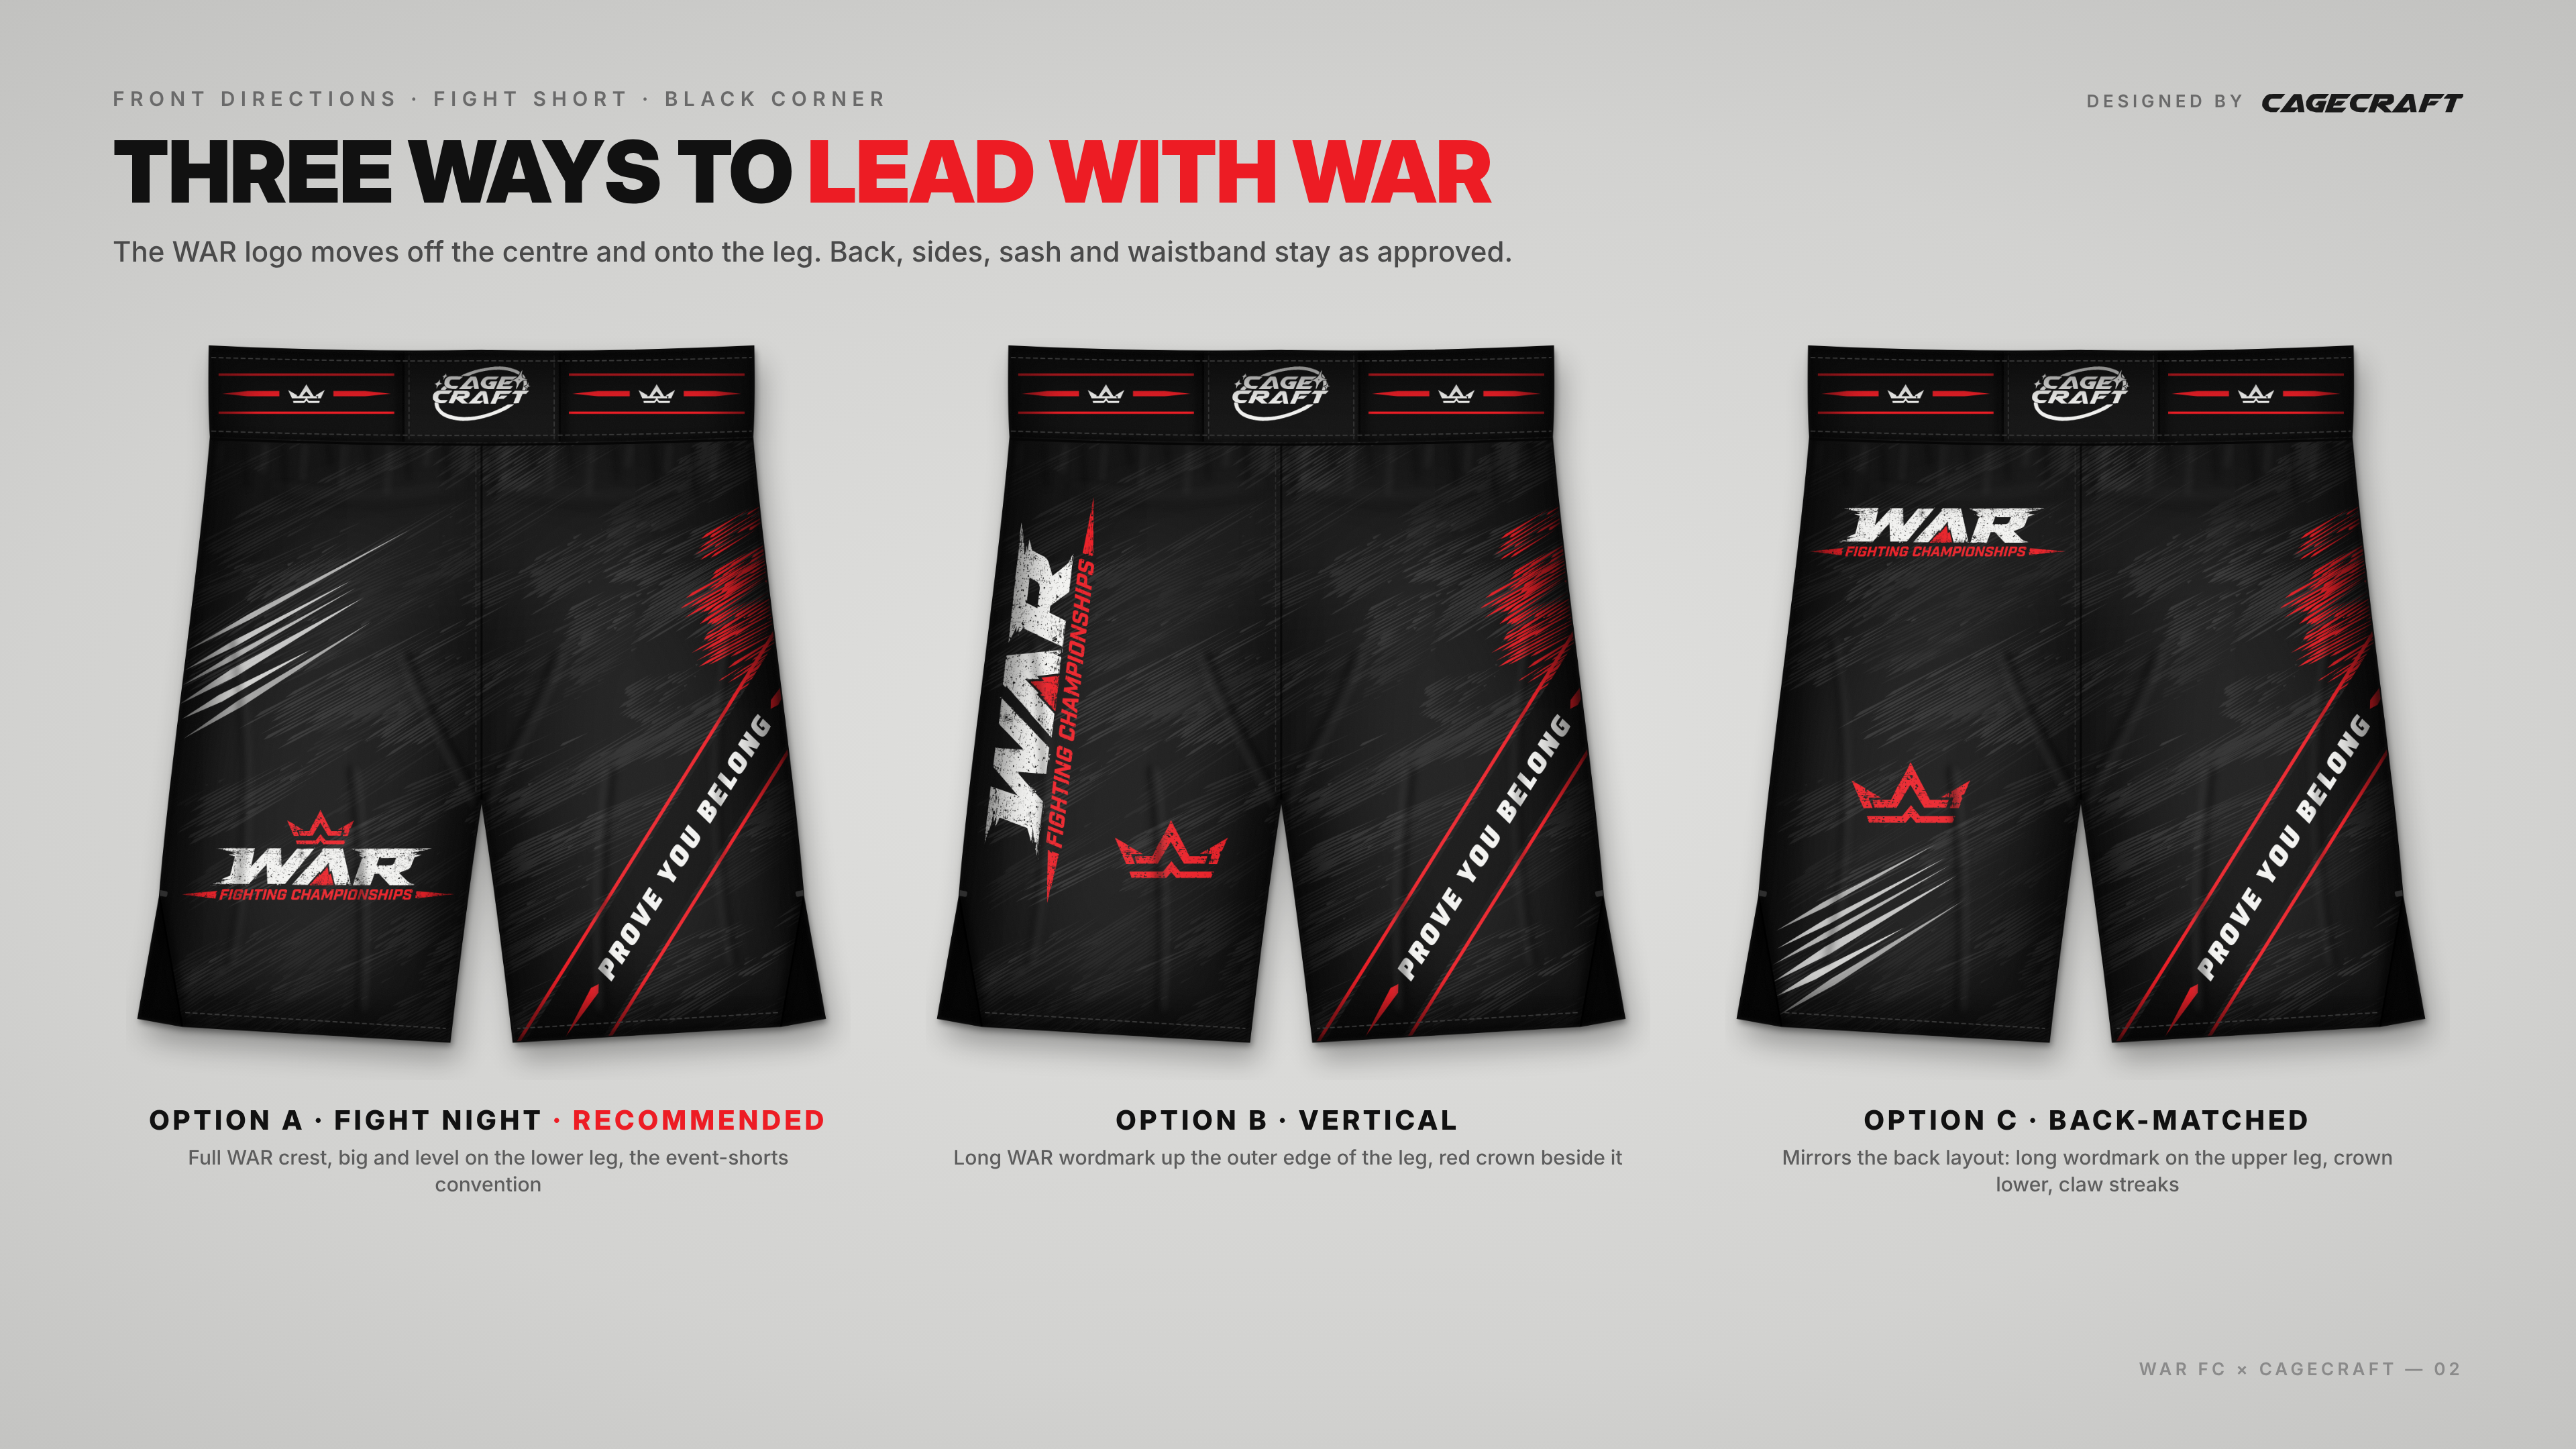 FRONT DIRECTIONS · FIGHT SHORT · BLACK CORNER
DESIGNED BY CAGECRAFT
THREE WAYS TO LEAD WITH WAR
The WAR logo moves off the centre and onto the leg. Back, sides, sash and waistband stay as approved.
CAGE
CRAFT
WAR
FIGHTING CHAMPIONSHIPS
PROVE YOU BELONG
CAGE
CRAFT
WAR
FIGHTING CHAMPIONSHIPS
PROVE YOU BELONG
CAGE
CRAFT
WAR
FIGHTING CHAMPIONSHIPS
PROVE YOU BELONG
OPTION A · FIGHT NIGHT · RECOMMENDED
Full WAR crest, big and level on the lower leg, the event-shorts
convention
OPTION B · VERTICAL
Long WAR wordmark up the outer edge of the leg, red crown beside it
OPTION C · BACK-MATCHED
Mirrors the back layout: long wordmark on the upper leg, crown
lower, claw streaks
WAR FC × CAGECRAFT — 02